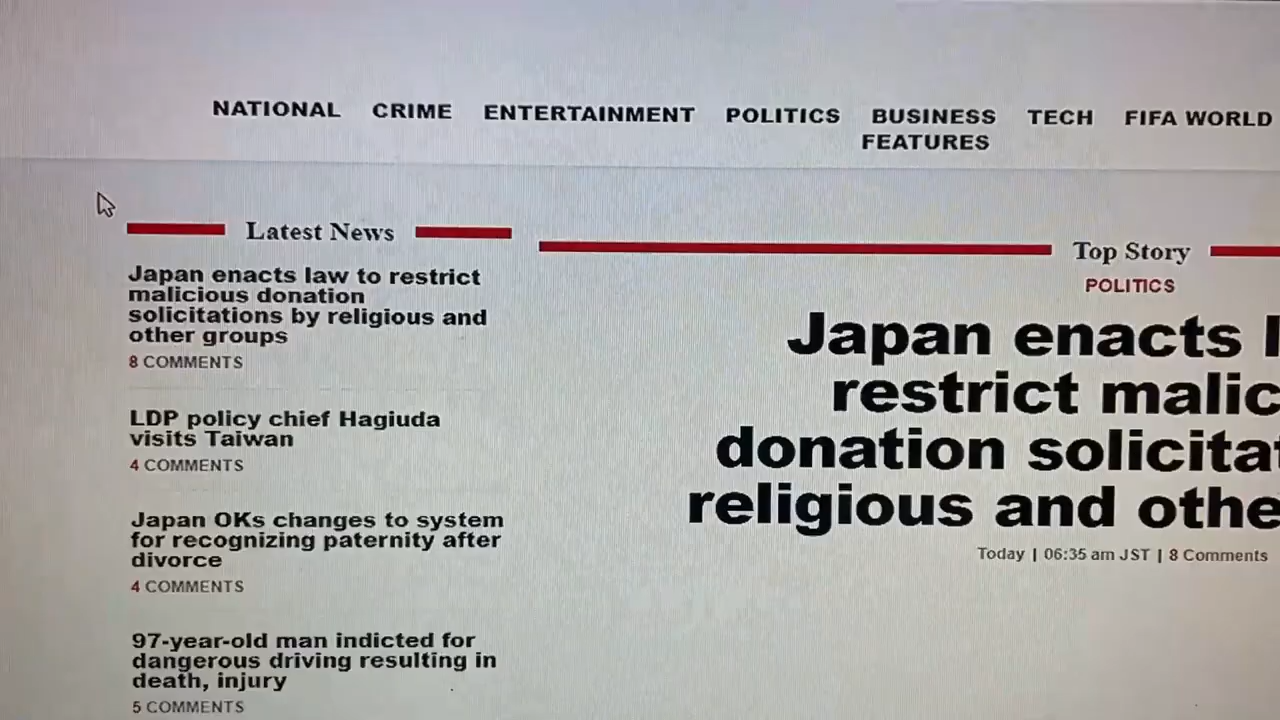 NATIONAL CRIME ENTERTAINMENT POLITICS BUSINESS TECH FIFA WORLD
FEATURES
Latest News
Japan enacts law to restrict
malicious donation
solicitations by religious and
other groups
8 COMMENTS
LDP policy chief Hagiuda
visits Taiwan
4 COMMENTS
Japan OKs changes to system
for recognizing paternity after
divorce
4 COMMENTS
97-year-old man indicted for
dangerous driving resulting in
death, injury
5 COMMENTS
Top Story
POLITICS
Japan enacts
restrict malic
donation solicita
religious and othe
Today | 06:35 am JST | 8 Comments